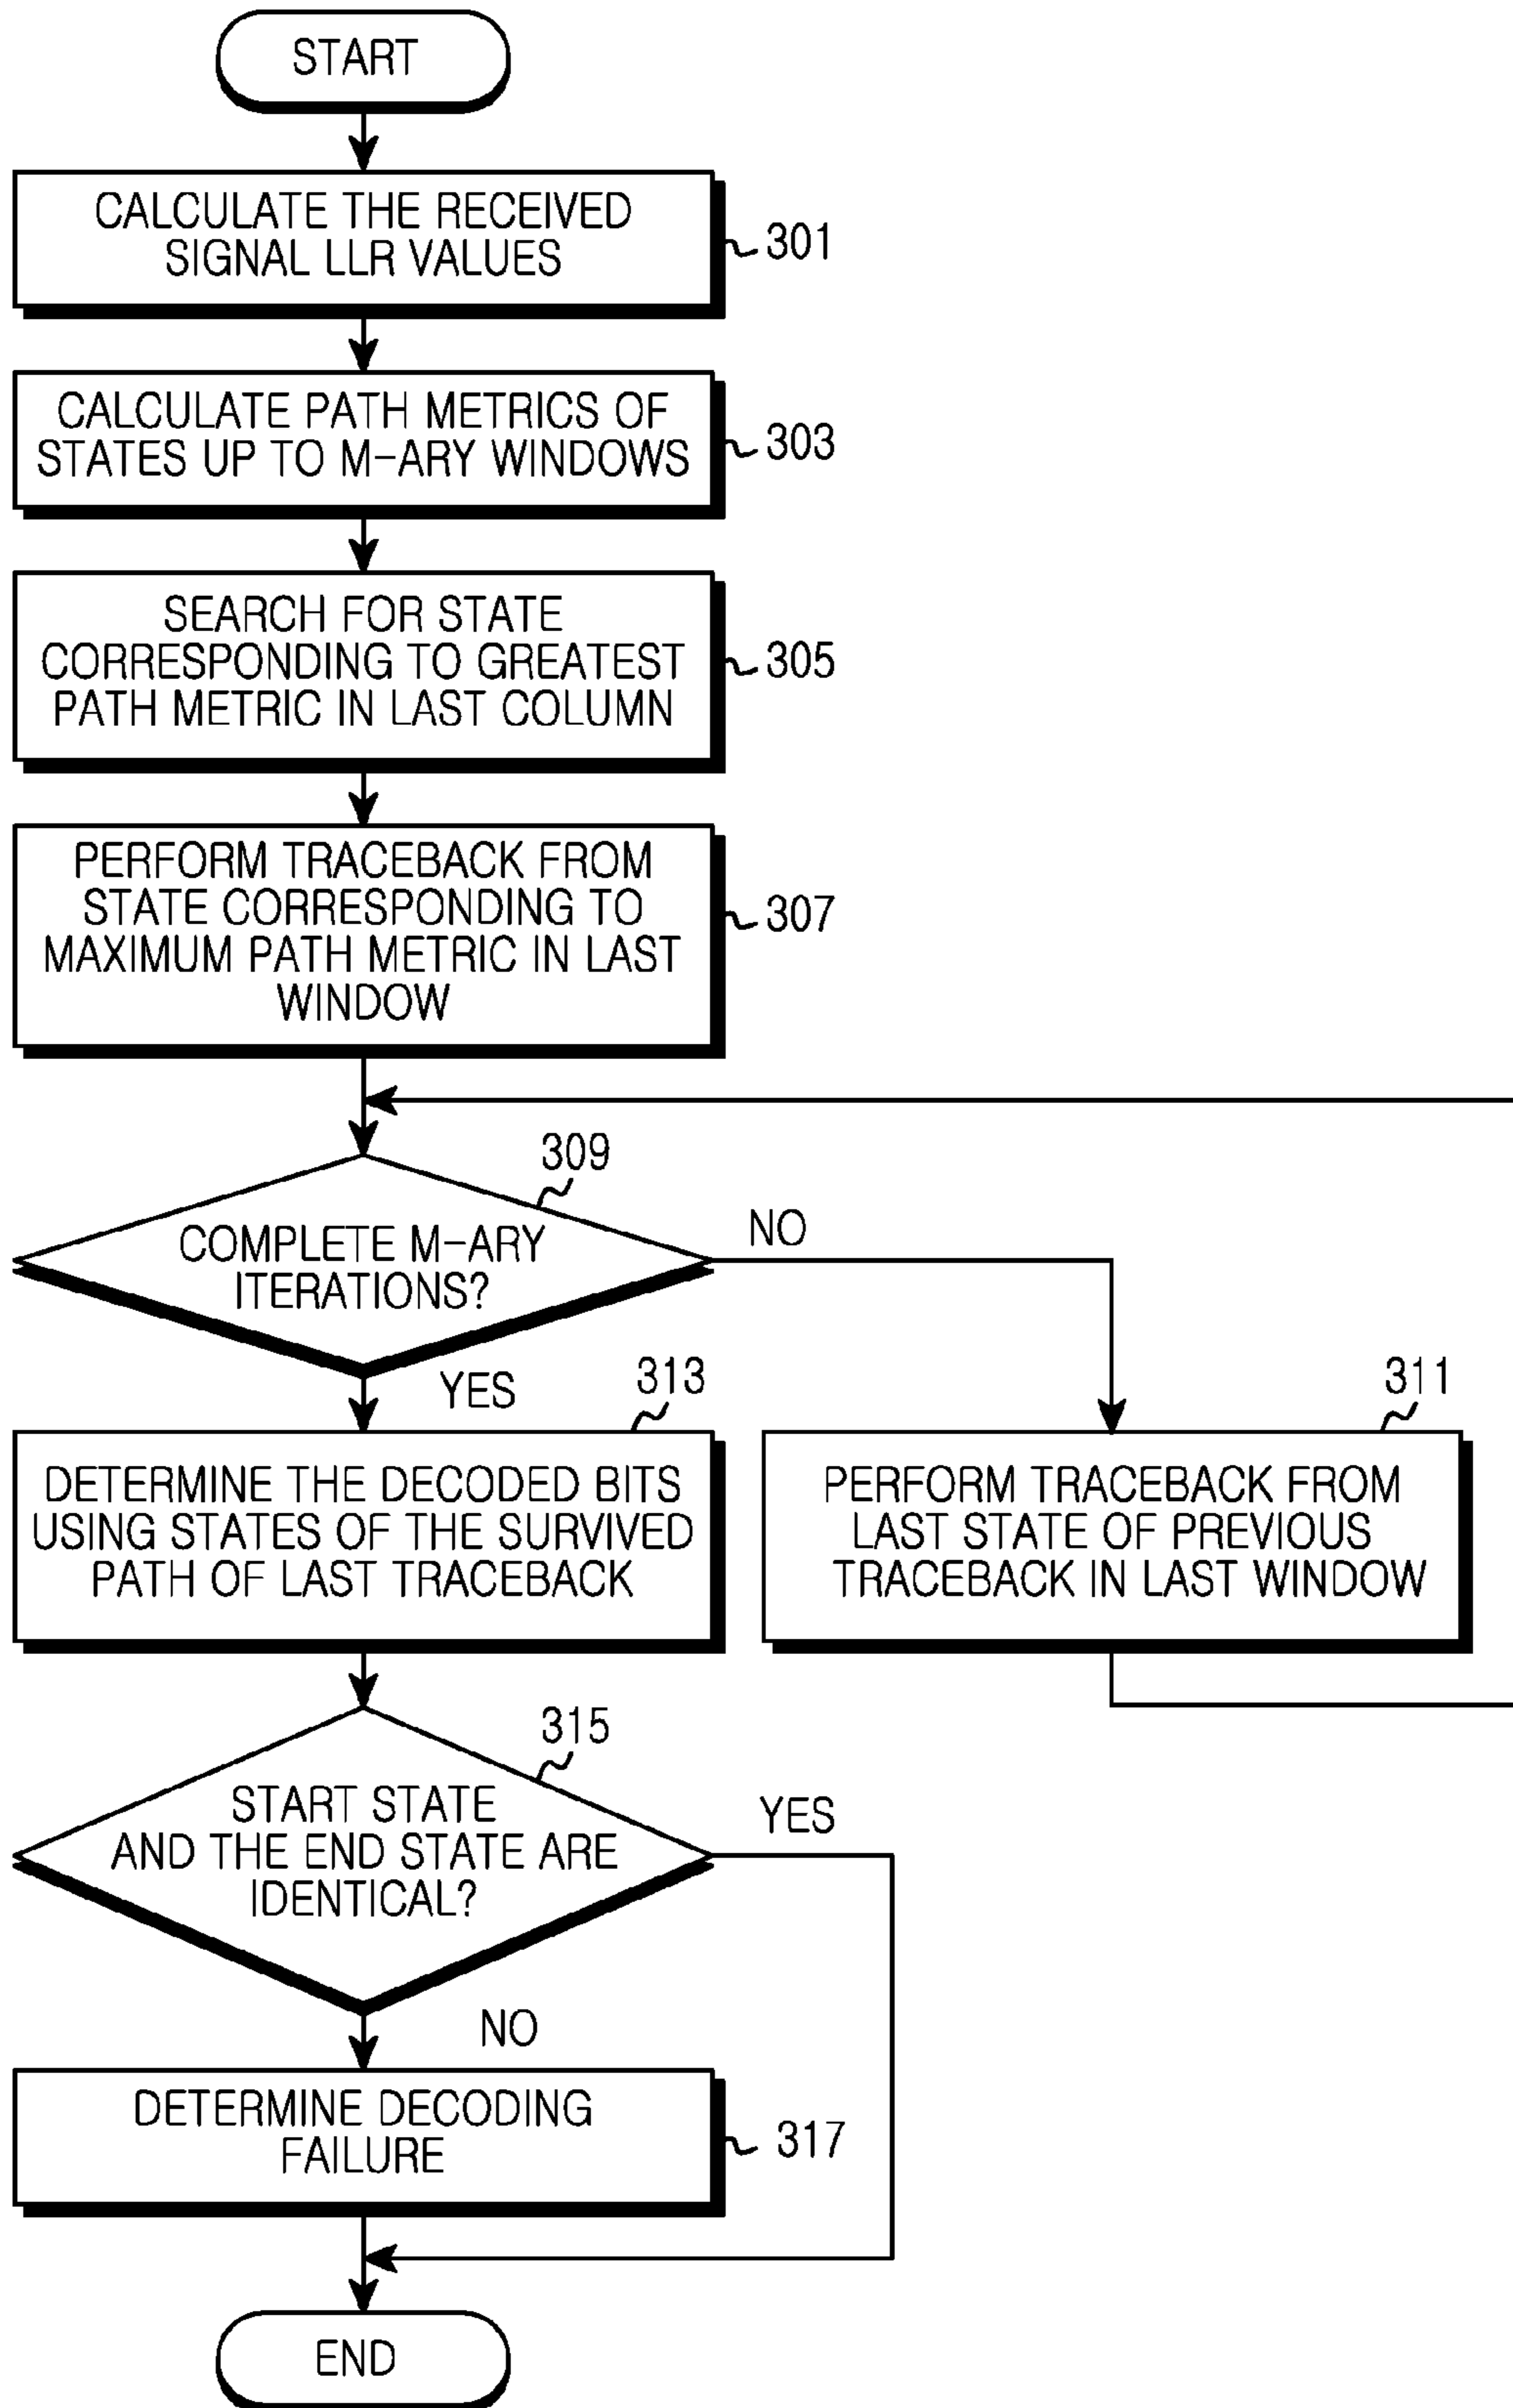 START
CALCULATE THE RECEIVED
SIGNAL LLR VALUES
301
CALCULATE PATH METRICS OF
STATES UP TO M-ARY WINDOWS
303
SEARCH FOR STATE
CORRESPONDING TO GREATEST
PATH METRIC IN LAST COLUMN
305
PERFORM TRACEBACK FROM
STATE CORRESPONDING TO
MAXIMUM PATH METRIC IN LAST
WINDOW
307
309
COMPLETE M-ARY
ITERATIONS?
NO
YES
313
DETERMINE THE DECODED BITS
USING STATES OF THE SURVIVED
PATH OF LAST TRACEBACK
311
PERFORM TRACEBACK FROM
LAST STATE OF PREVIOUS
TRACEBACK IN LAST WINDOW
315
START STATE
AND THE END STATE ARE
IDENTICAL?
YES
NO
DETERMINE DECODING
FAILURE
317
END